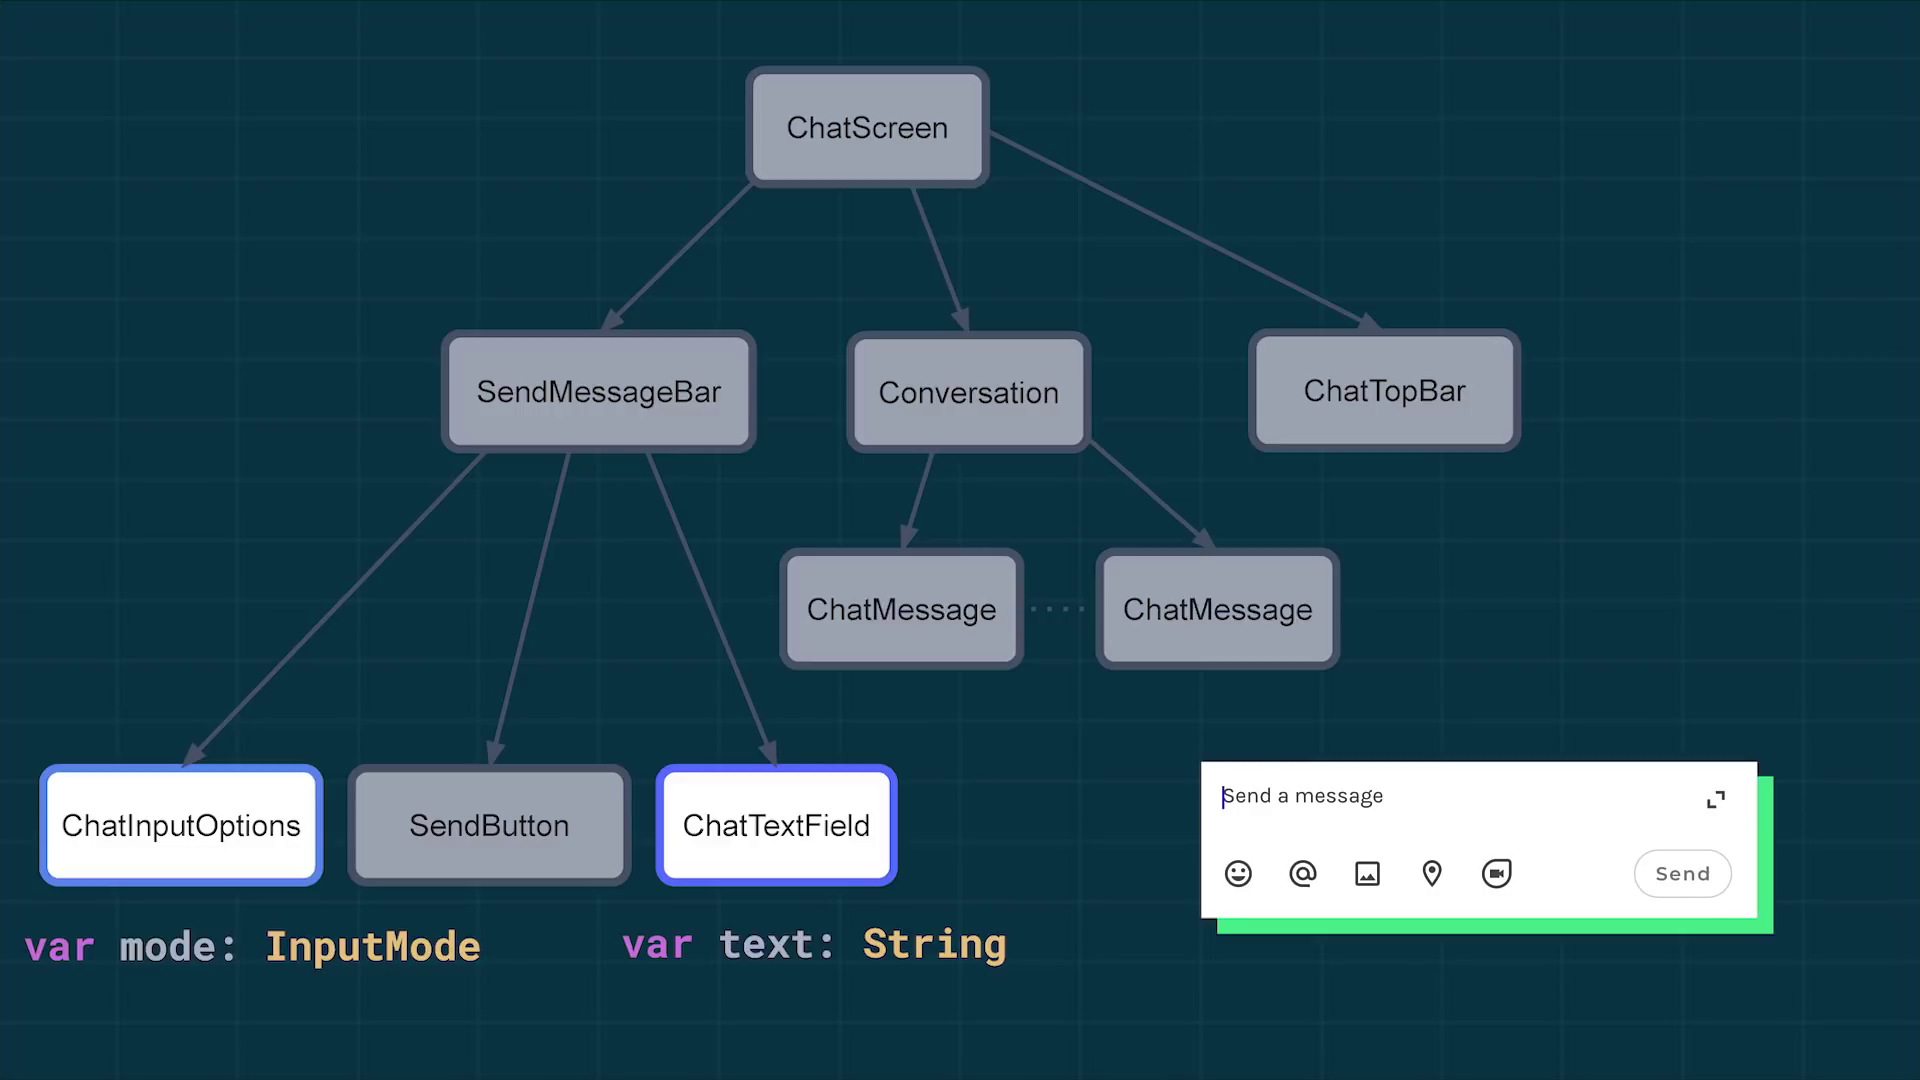 ChatScreen
SendMessageBar
Conversation
ChatTopBar
ChatMessage
ChatMessage
ChatInputOptions
SendButton
ChatTextField
Send a message
Send
var mode: InputMode
var text: String